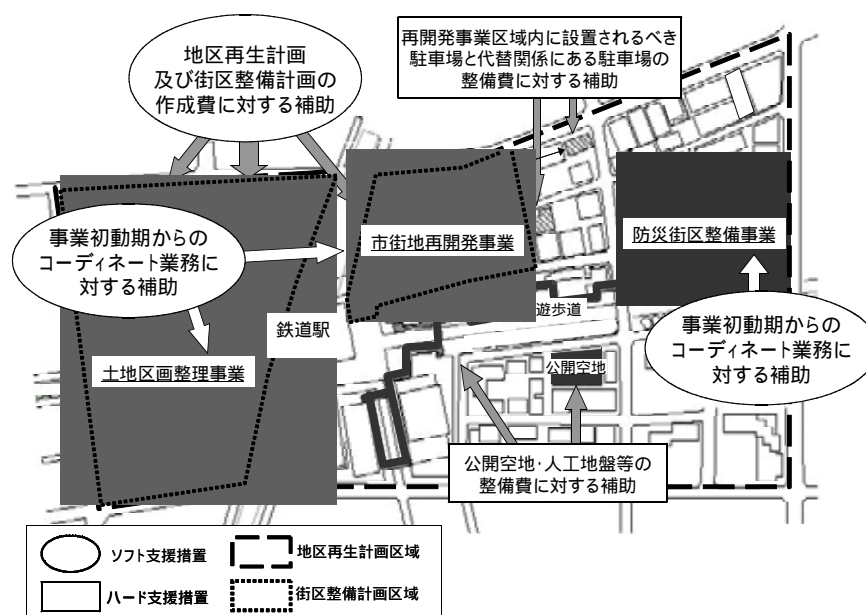 地区再生計画
及び街区整備計画の
作成費に対する補助
再開発事業区域内に設置されるべき
駐車場と代替関係にある駐車場の
整備費に対する補助
事業初動期からの
コーディネート業務に
対する補助
市街地再開発事業
防災街区整備事業
鉄道駅
遊歩道
土地区画整理事業
公開空地
事業初動期からの
コーディネート業務に
対する補助
公開空地・人工地盤等の
整備費に対する補助
ソフト支援措置
地区再生計画区域
ハード支援措置
街区整備計画区域